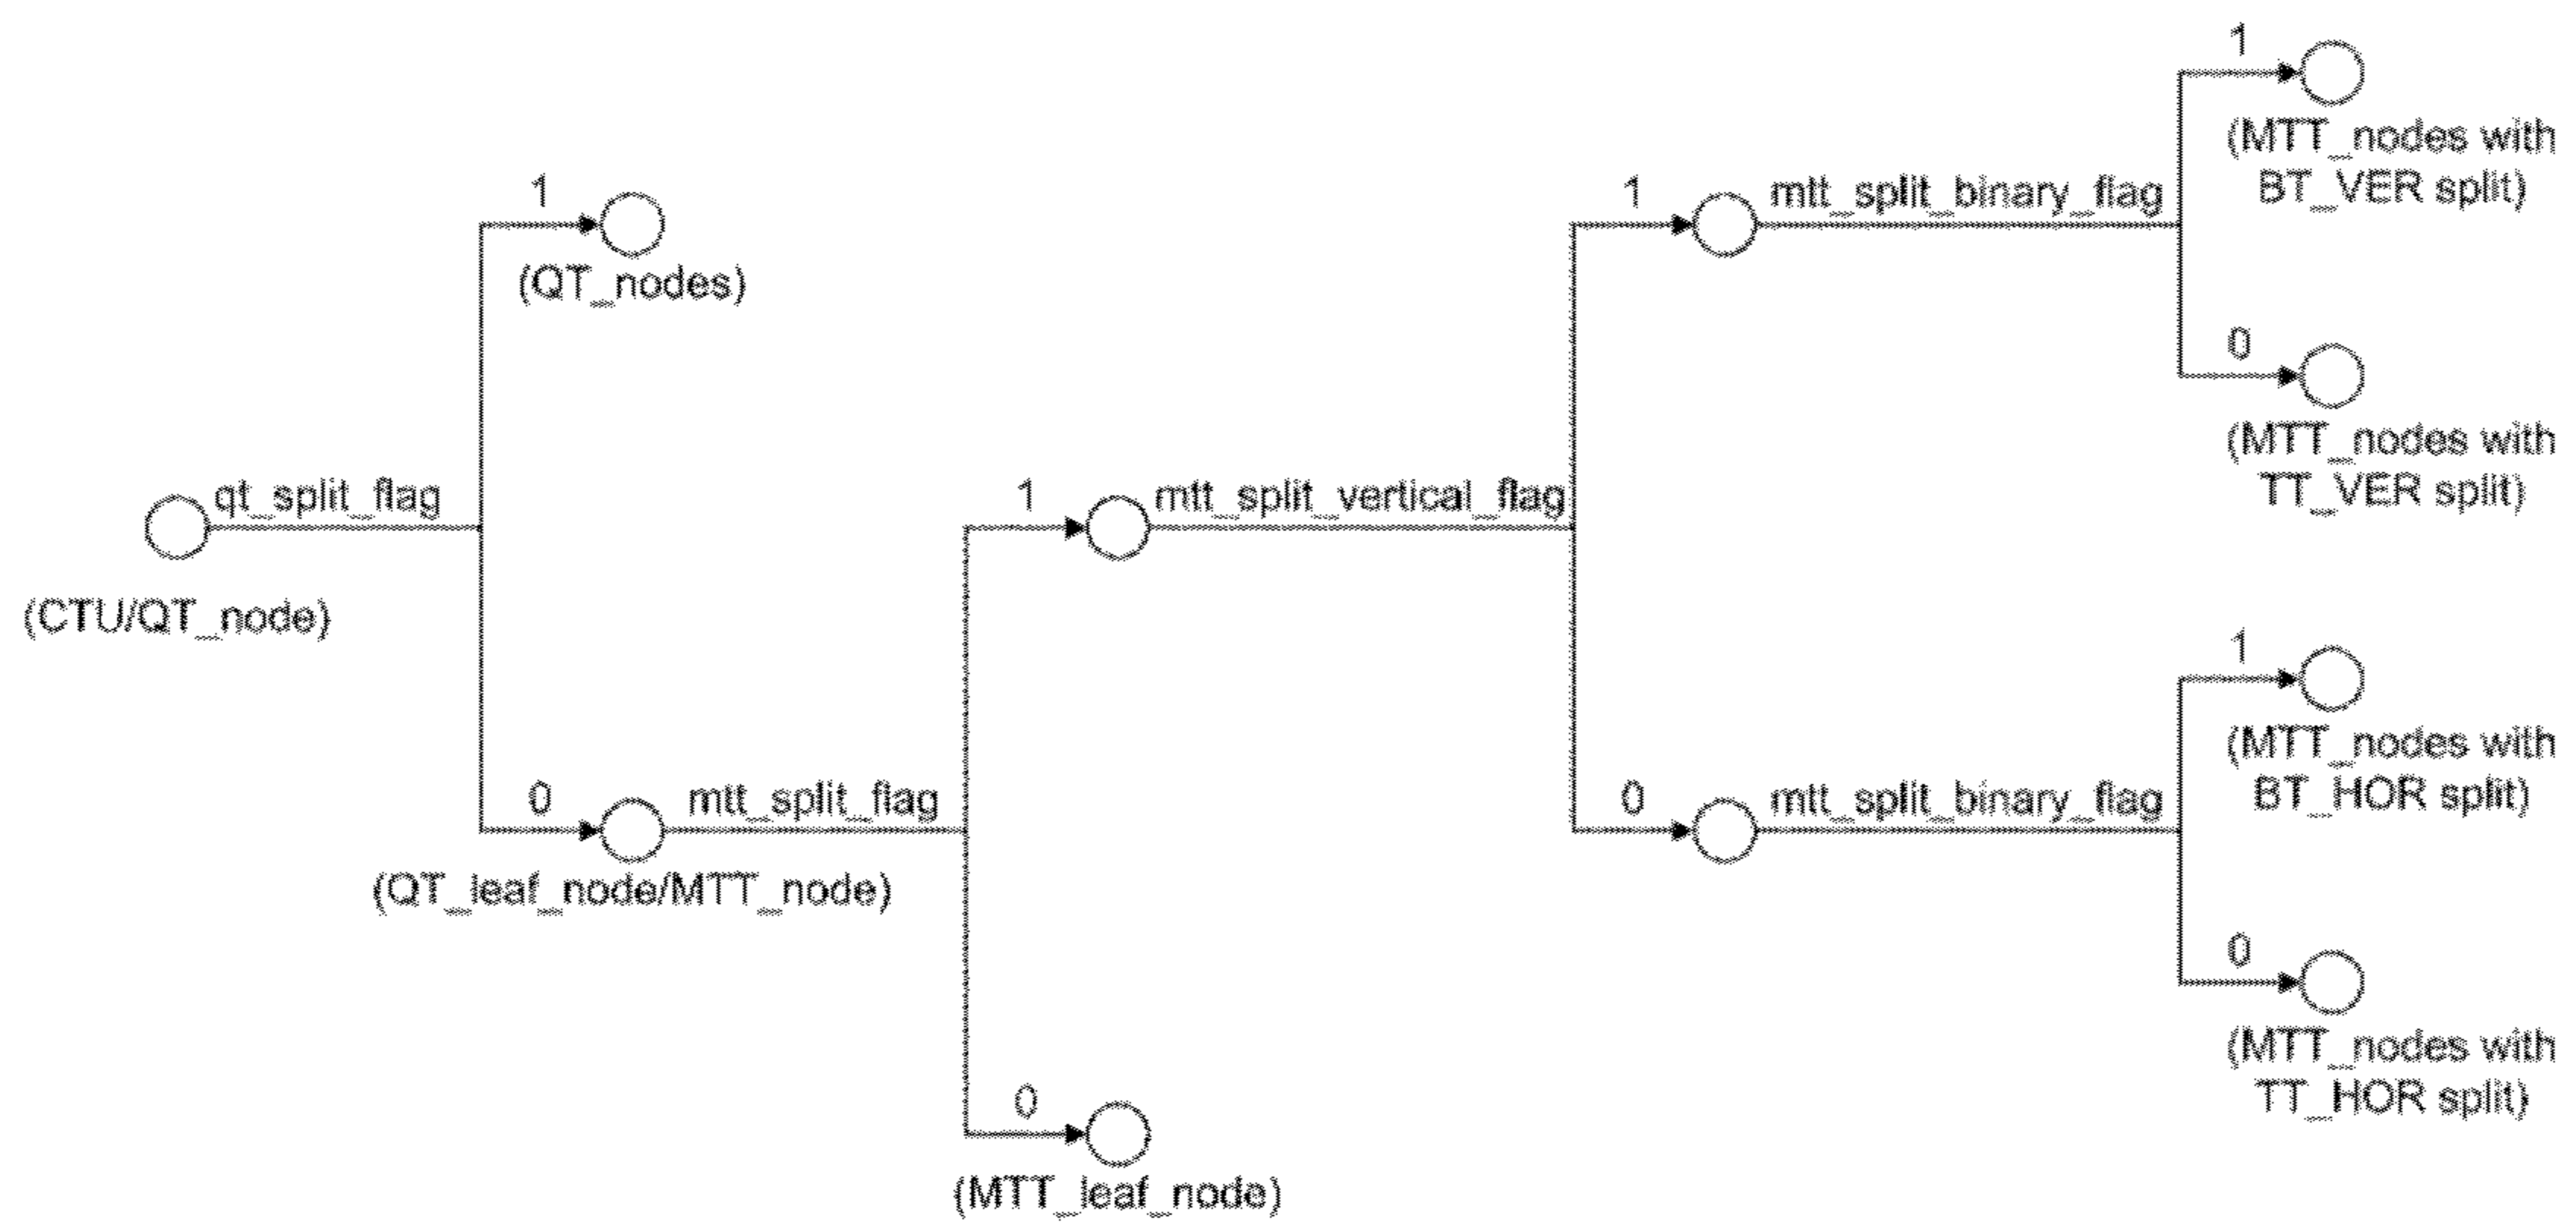 1
(MTT_nodes with
BT_VER split)
1
(QT_nodes)
1
mtt_split_binary_flag
0
(MTT_nodes with
TT_VER split)
qt_split_flag
(CTU/QT_node)
1
mtt_split_vertical_flag
1
(MTT_nodes with
BT_HOR split)
0
(QT_leaf_node/MTT_node)
mtt_split_flag
0
mtt_split_binary_flag
0
(MTT_nodes with
TT_HOR split)
0
(MTT_leaf_node)